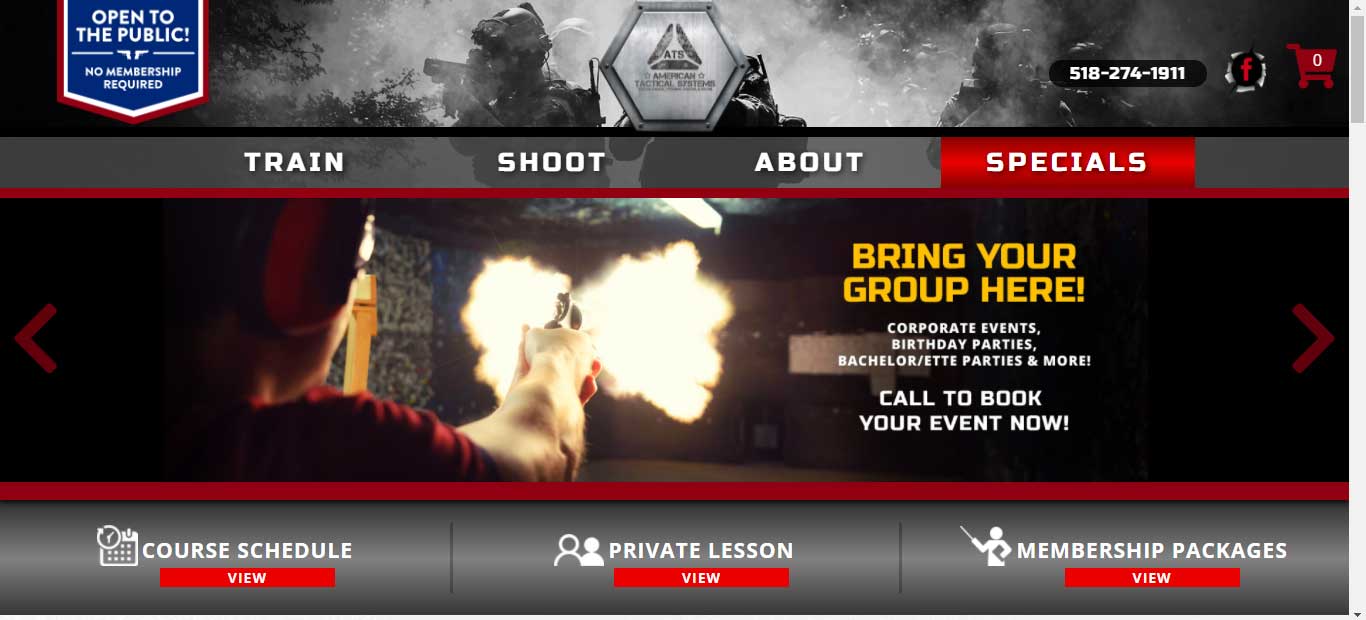 OPEN TO
THE PUBLIC!
NO MEMBERSHIP
REQUIRED
ATS
AMERICAN
TACTICAL SYSTEMS
518-274-1911
f
0
TRAIN
SHOOT
ABOUT
SPECIALS
BRING YOUR
GROUP HERE!
CORPORATE EVENTS,
BIRTHDAY PARTIES,
BACHELOR/ETTE PARTIES & MORE!
CALL TO BOOK
YOUR EVENT NOW!
COURSE SCHEDULE
VIEW
PRIVATE LESSON
VIEW
MEMBERSHIP PACKAGES
VIEW